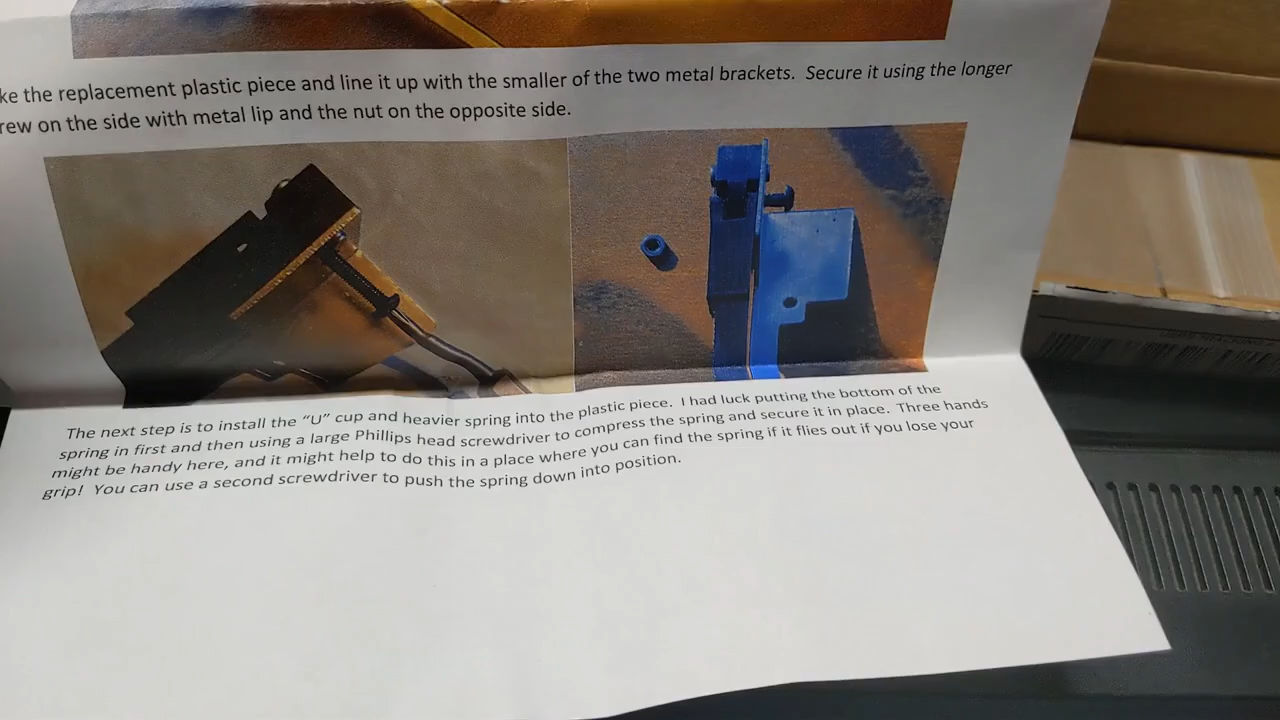 ke the replacement plastic piece and line it up with the smaller of the two metal brackets. Secure it using the longer
rew on the side with metal lip and the nut on the opposite side.
The next step is to install the "U" cup and heavier spring into the plastic piece. I had luck putting the bottom of the
spring in first and then using a large Phillips head screwdriver to compress the spring and secure it in place. Three hands
might be handy here, and it might help to do this in a place where you can find the spring if it flies out if you lose your
grip! You can use a second screwdriver to push the spring down into position.